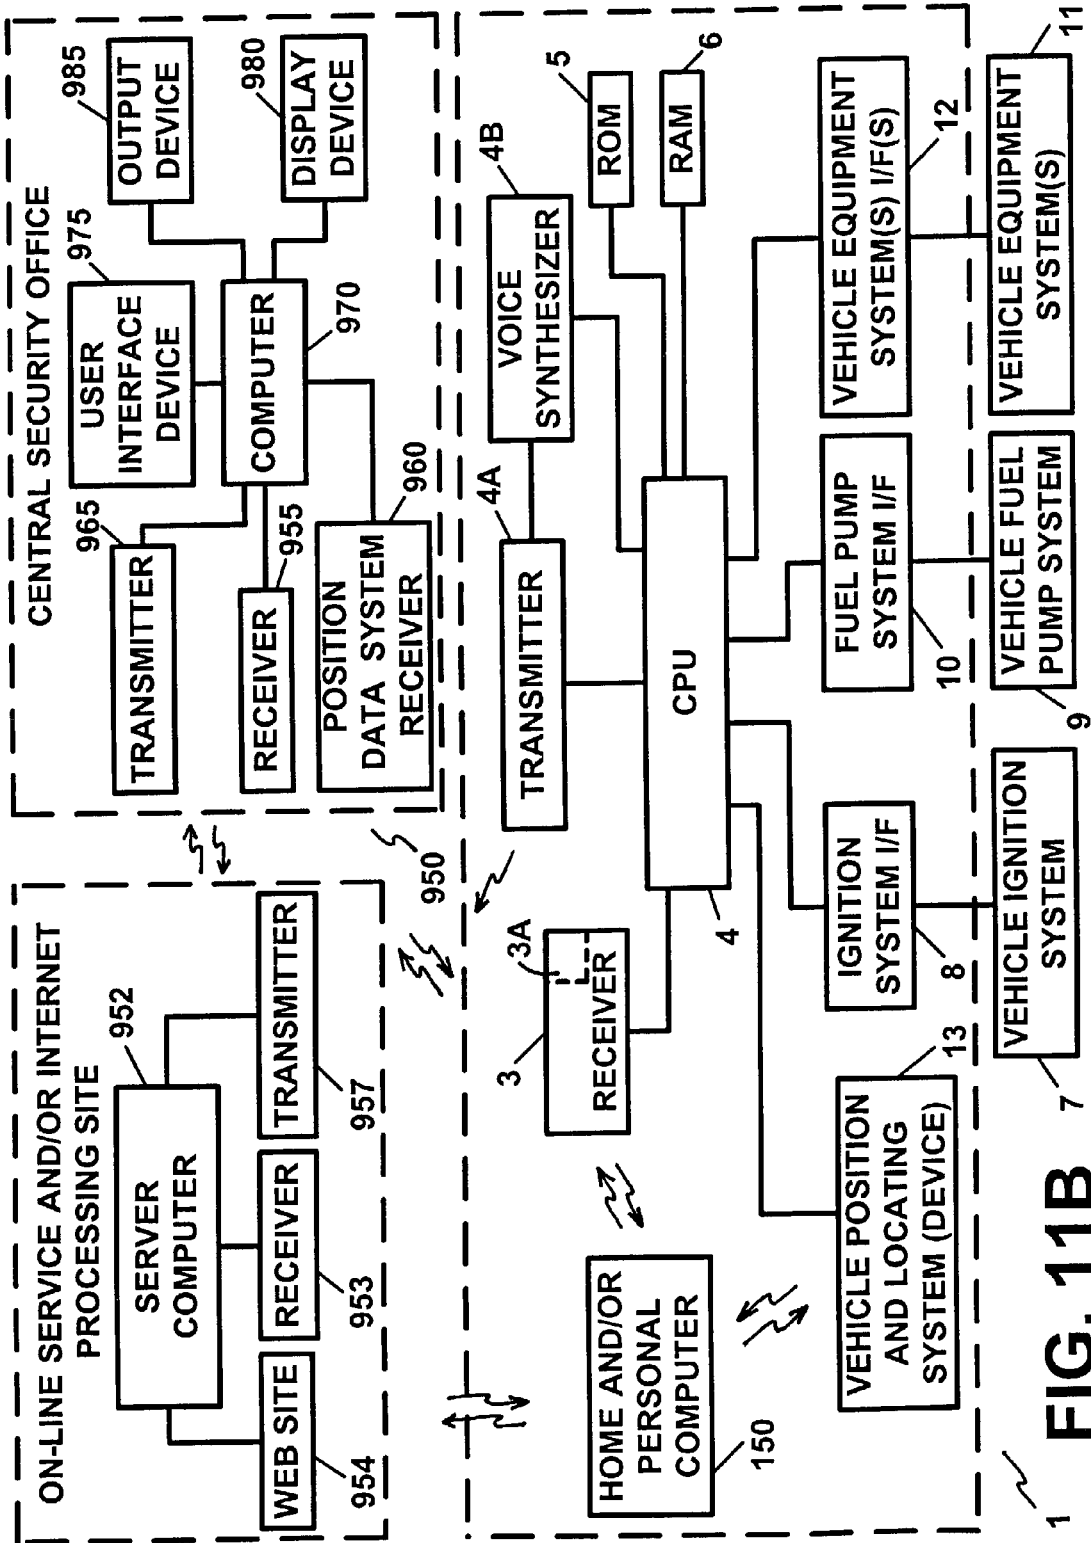 ON-LINE SERVICE AND/OR INTERNET
PROCESSING SITE
SERVER
COMPUTER
952
WEB SITE
954
RECEIVER
953
TRANSMITTER
957
CENTRAL SECURITY OFFICE
TRANSMITTER
965
RECEIVER
955
POSITION
DATA SYSTEM
RECEIVER
960
USER
INTERFACE
DEVICE
975
COMPUTER
970
OUTPUT
DEVICE
985
DISPLAY
DEVICE
980
950
HOME AND/OR
PERSONAL
COMPUTER
150
3
3A
RECEIVER
TRANSMITTER
4A
VOICE
SYNTHESIZER
4B
ROM
5
RAM
6
CPU
4
VEHICLE POSITION
AND LOCATING
SYSTEM (DEVICE)
13
IGNITION
SYSTEM I/F
8
FUEL PUMP
SYSTEM I/F
10
VEHICLE EQUIPMENT
SYSTEM(S) I/F(S)
12
VEHICLE IGNITION
SYSTEM
7
VEHICLE FUEL
PUMP SYSTEM
9
VEHICLE EQUIPMENT
SYSTEM(S)
11
1
FIG. 11B